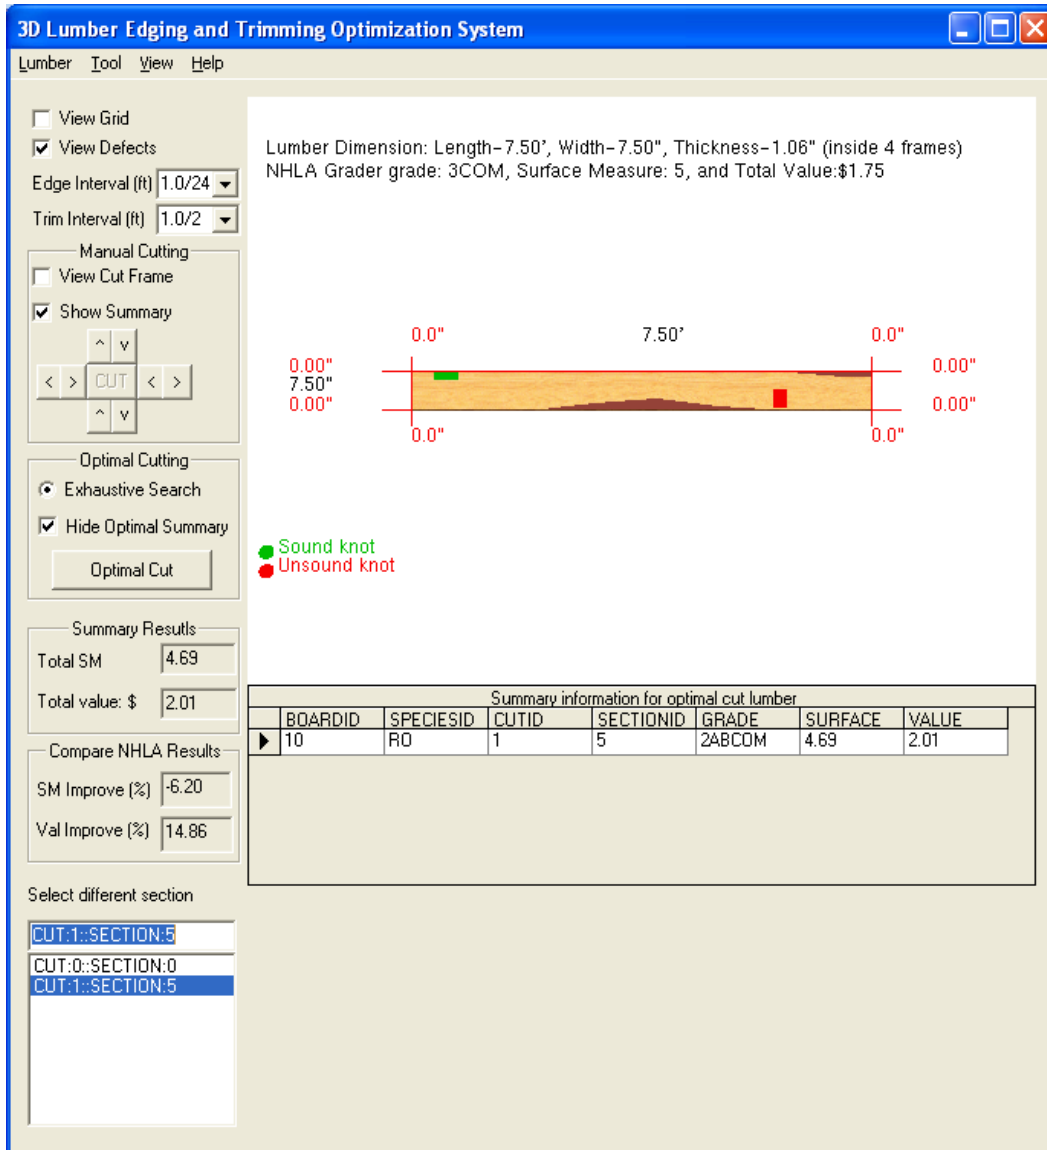 3D Lumber Edging and Trimming Optimization System
Lumber Tool View Help
View Grid
View Defects
Edge Interval (ft) 1.0/24
Trim Interval (ft) 1.0/2
Manual Cutting
View Cut Frame
Show Summary
^ v
< > CUT < >
^ v
Optimal Cutting
Exhaustive Search
Hide Optimal Summary
Optimal Cut
Summary Resutls
Total SM 4.69
Total value: $ 2.01
Compare NHLA Results
SM Improve (%) -6.20
Val Improve (%) 14.86
Select different section
CUT:1::SECTION:5
CUT:0::SECTION:0
CUT:1::SECTION:5
Lumber Dimension: Length-7.50', Width-7.50", Thickness-1.06" (inside 4 frames)
NHLA Grader grade: 3COM, Surface Measure: 5, and Total Value:$1.75
0.0" 7.50' 0.0"
0.00" 0.00"
7.50"
0.00" 0.00"
0.0" 0.0"
Sound knot
Unsound knot
Summary information for optimal cut lumber
BOARDID SPECIESID CUTID SECTIONID GRADE SURFACE VALUE
10 RO 1 5 2ABCOM 4.69 2.01